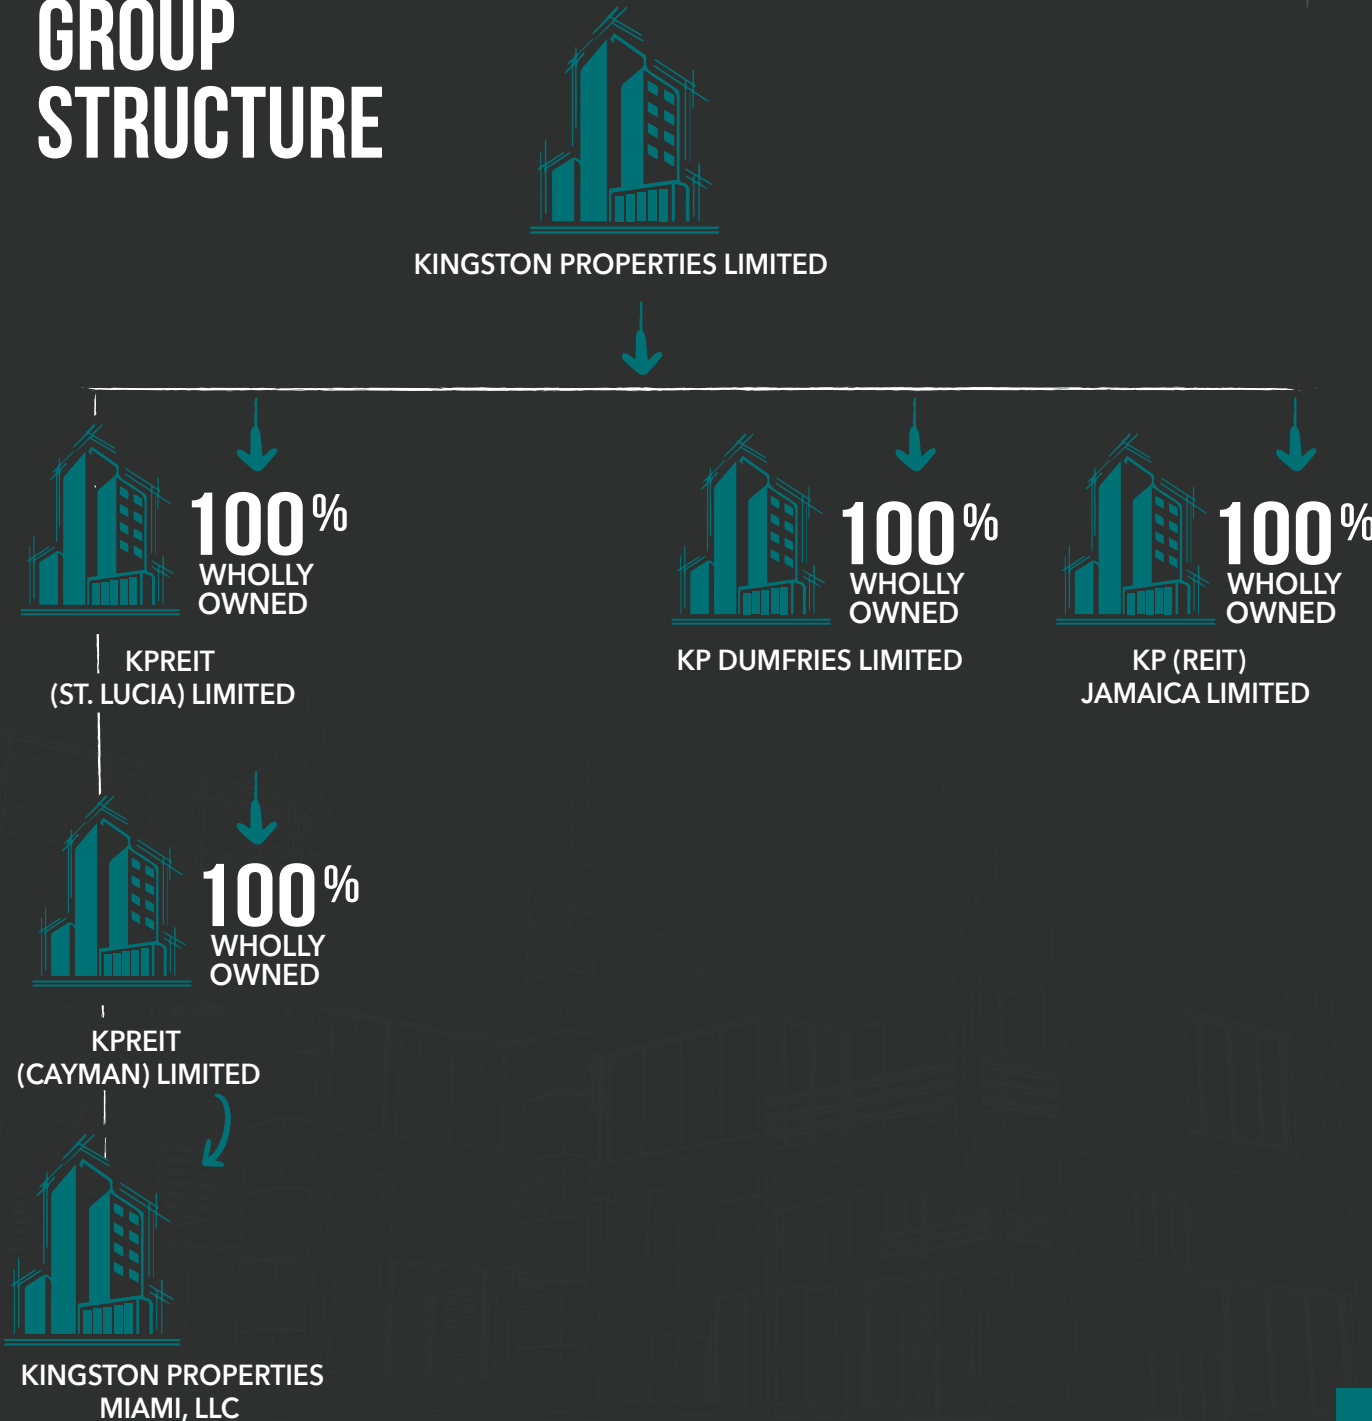 GROUP
STRUCTURE
KINGSTON PROPERTIES LIMITED
100%
WHOLLY
OWNED
KPREIT
(ST. LUCIA) LIMITED
100%
WHOLLY
OWNED
KP DUMFRIES LIMITED
100%
WHOLLY
OWNED
KP (REIT)
JAMAICA LIMITED
100%
WHOLLY
OWNED
KPREIT
(CAYMAN) LIMITED
KINGSTON PROPERTIES
MIAMI, LLC